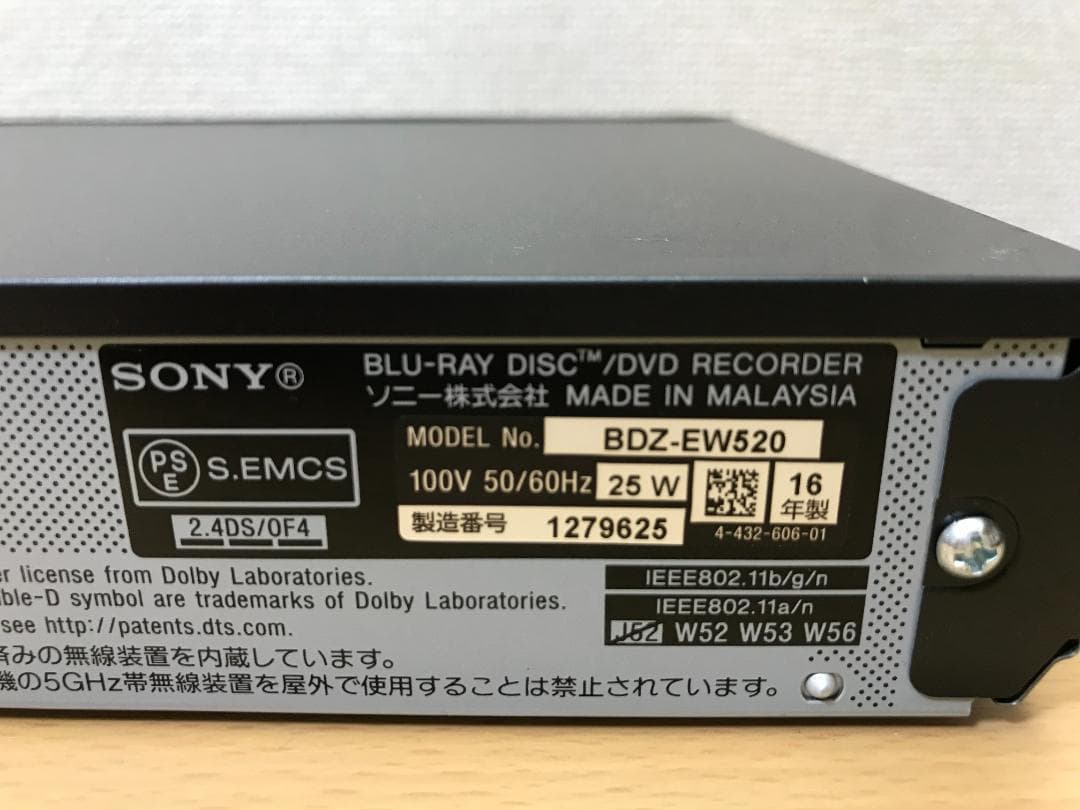 SONY®
BLU-RAY DISC™/DVD RECORDER
ソニー株式会社 MADE IN MALAYSIA
PSE S.EMCS
MODEL No. BDZ-EW520
100V 50/60Hz 25 W
16年製
2.4DS/OF4
製造番号 1279625
4-432-606-01
license from Dolby Laboratories.
symbol are trademarks of Dolby Laboratories.
see http://patents.dts.com.
済みの無線装置を内蔵しています。
機の5GHz帯無線装置を屋外で使用することは禁止されています。
IEEE802.11b/g/n
IEEE802.11a/n
J52 W52 W53 W56